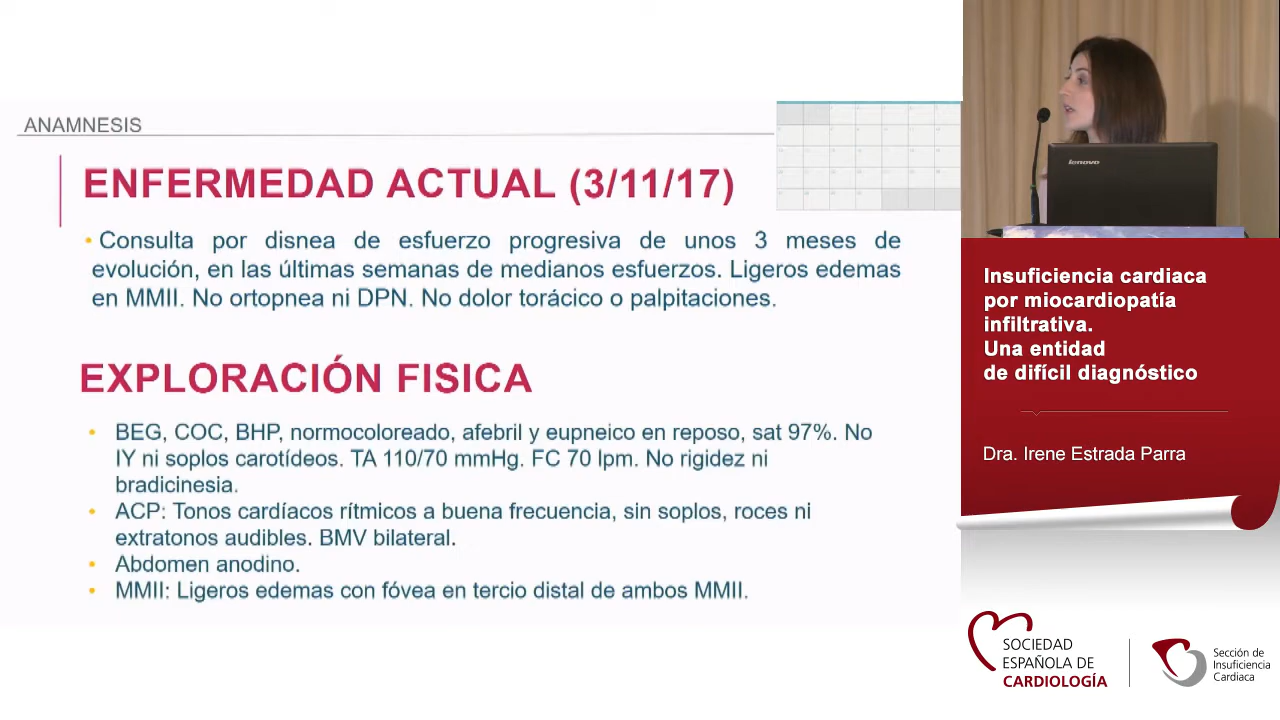 ANAMNESIS
ENFERMEDAD ACTUAL (3/11/17)
• Consulta por disnea de esfuerzo progresiva de unos 3 meses de
evolución, en las últimas semanas de medianos esfuerzos. Ligeros edemas
en MMII. No ortopnea ni DPN. No dolor torácico o palpitaciones.
EXPLORACIÓN FISICA
• BEG, COC, BHP, normocoloreado, afebril y eupneico en reposo, sat 97%. No
IY ni soplos carotídeos. TA 110/70 mmHg. FC 70 lpm. No rigidez ni
bradicinesia.
• ACP: Tonos cardíacos rítmicos a buena frecuencia, sin soplos, roces ni
extratonos audibles. BMV bilateral.
• Abdomen anodino.
• MMII: Ligeros edemas con fóvea en tercio distal de ambos MMII.
lenovo
Insuficiencia cardiaca
por miocardiopatía
infiltrativa.
Una entidad
de difícil diagnóstico
Dra. Irene Estrada Parra
SOCIEDAD
ESPAÑOLA DE
CARDIOLOGÍA
Sección de
Insuficiencia
Cardiaca